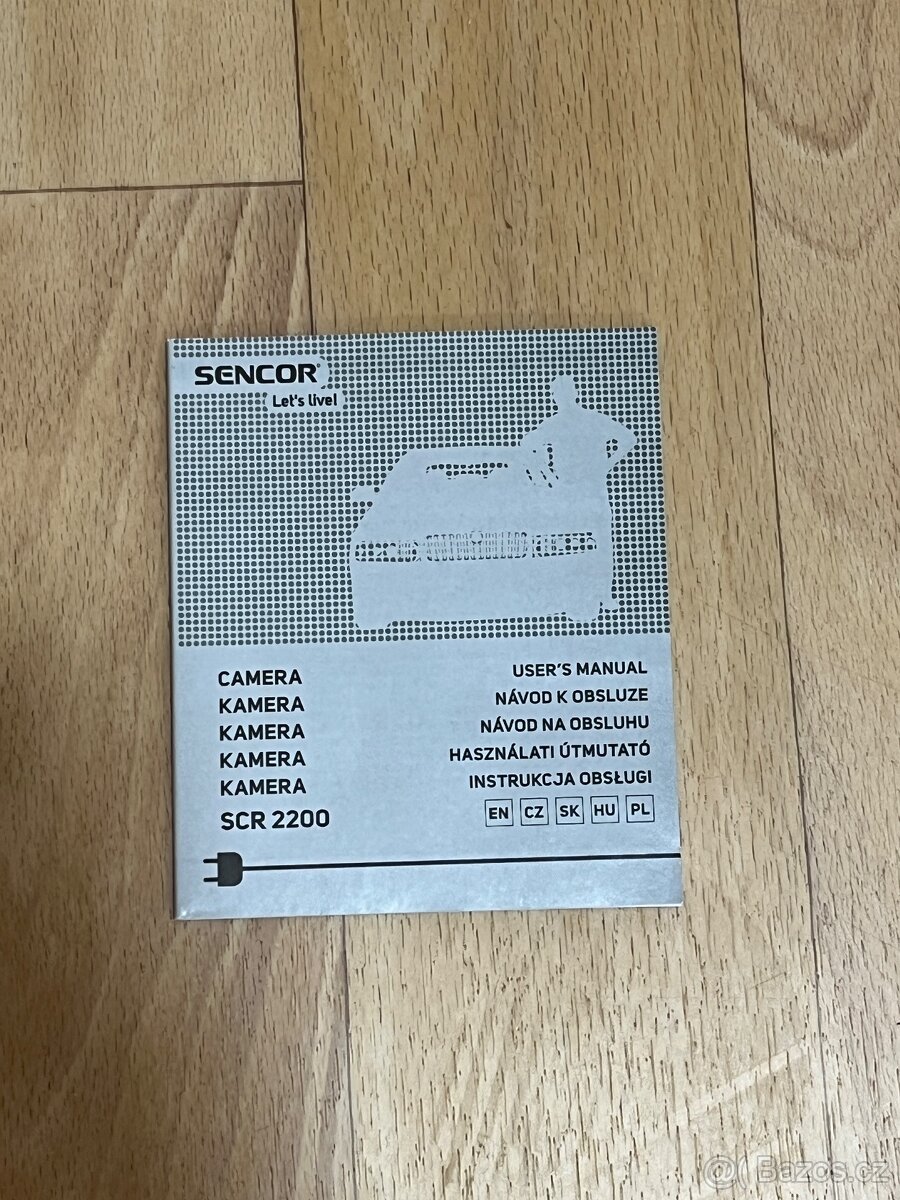 SENCOR®
Let's live!
CAMERA
KAMERA
KAMERA
KAMERA
KAMERA
SCR 2200
USER'S MANUAL
NÁVOD K OBSLUZE
NÁVOD NA OBSLUHU
HASZNÁLATI ÚTMUTATÓ
INSTRUKCJA OBSŁUGI
EN CZ SK HU PL
@ Bazos.cz